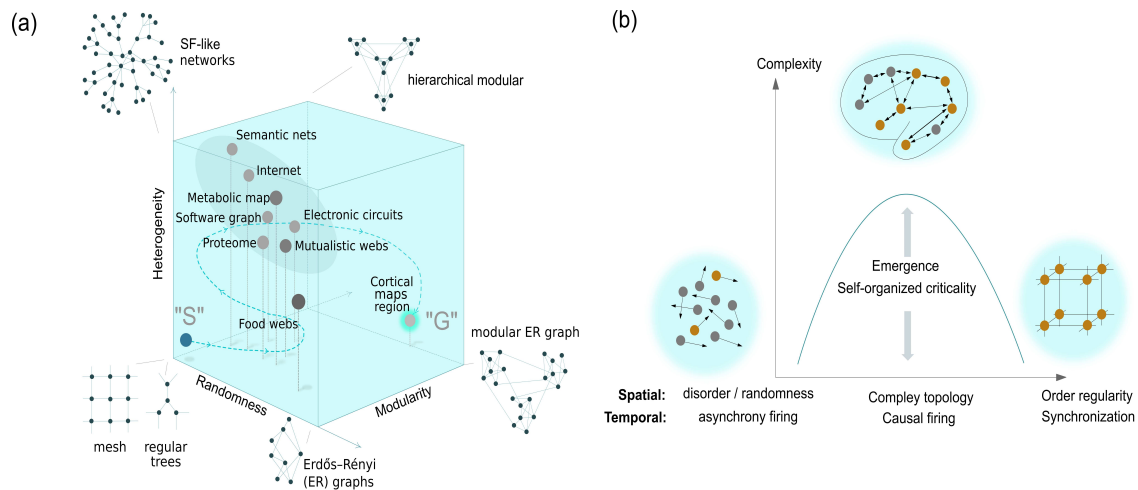 (a)
SF-like
networks
hierarchical modular
Heterogeneity
Semantic nets
Internet
Metabolic map
Software graph
Electronic circuits
Proteome
Mutualistic webs
Cortical
maps
region
"S"
Food webs
"G"
modular ER graph
Randomness
Modularity
mesh
regular
trees
Erdős–Rényi
(ER) graphs
(b)
Complexity
Emergence
Self-organized criticality
Spatial: disorder / randomness Compley topology Order regularity
Temporal: asynchrony firing Causal firing Synchronization